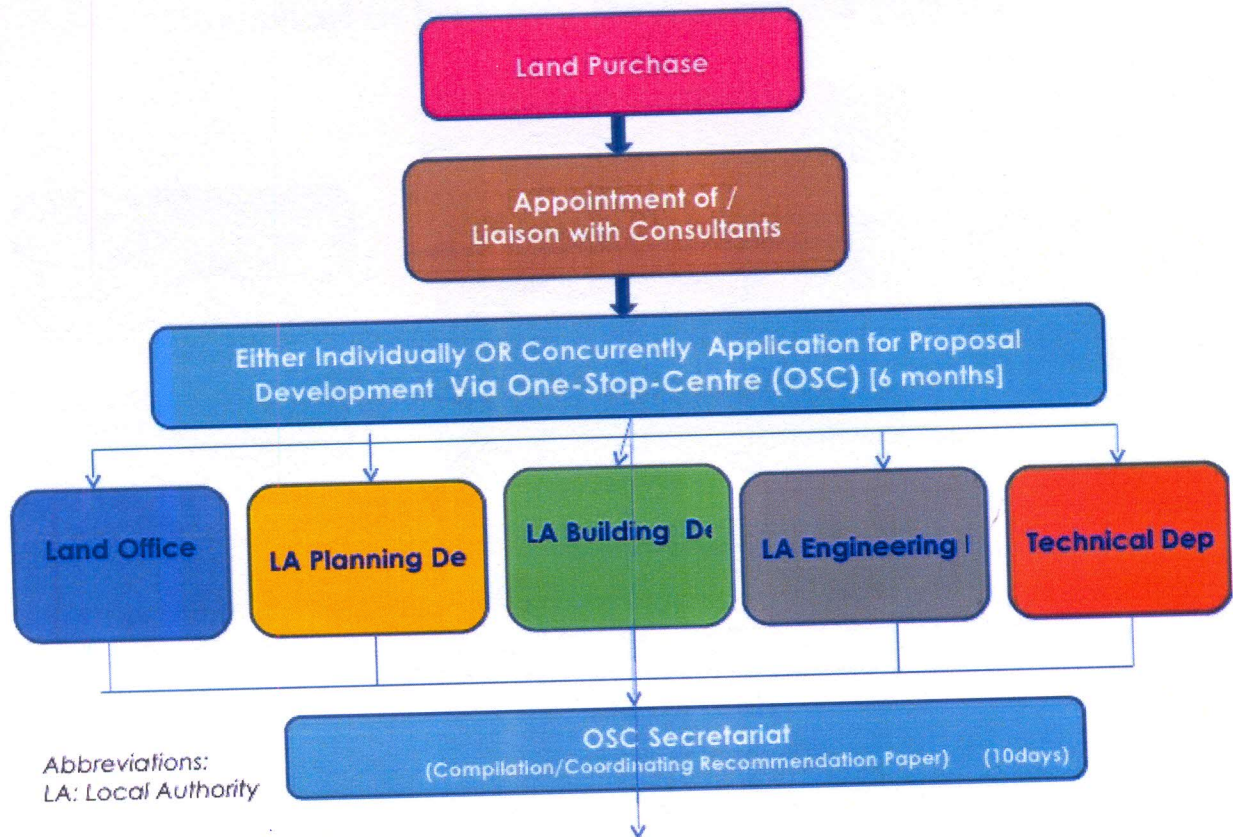 Land Purchase
Appointment of /
Liaison with Consultants
Either Individually OR Concurrently Application for Proposal
Development Via One-Stop-Centre (OSC) [6 months]
Land Office
LA Planning De
LA Building De
LA Engineering
Technical Dep
OSC Secretariat
(Compilation/Coordinating Recommendation Paper) (10days)
Abbreviations:
LA: Local Authority